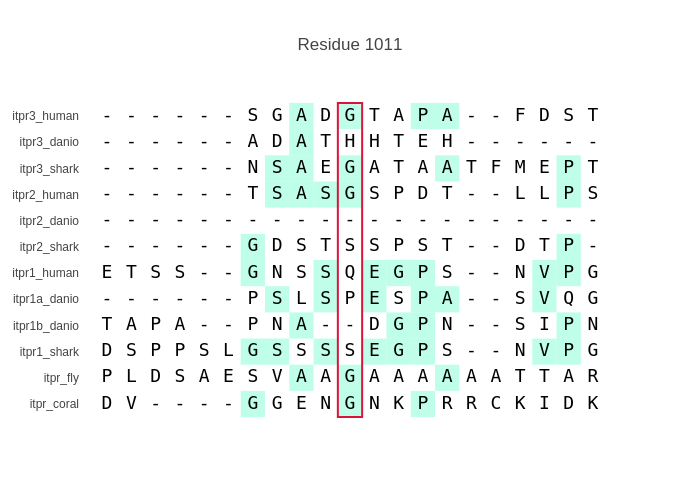 Residue 1011
itpr3_human - - - - - - S G A D G T A P A - - F D S T
itpr3_danio - - - - - - A D A T H H T E H - - - - - -
itpr3_shark - - - - - - N S A E G A T A A T F M E P T
itpr2_human - - - - - - T S A S G S P D T - - L L P S
itpr2_danio - - - - - - - - - - - - - - - - - - - - -
itpr2_shark - - - - - - G D S T S S P S T - - D T P -
itpr1_human E T S S - - G N S S Q E G P S - - N V P G
itpr1a_danio - - - - - - P S L S P E S P A - - S V Q G
itpr1b_danio T A P A - - P N A - - D G P N - - S I P N
itpr1_shark D S P P S L G S S S S E G P S - - N V P G
itpr_fly P L D S A E S V A A G A A A A A A T T A R
itpr_coral D V - - - - G G E N G N K P R R C K I D K